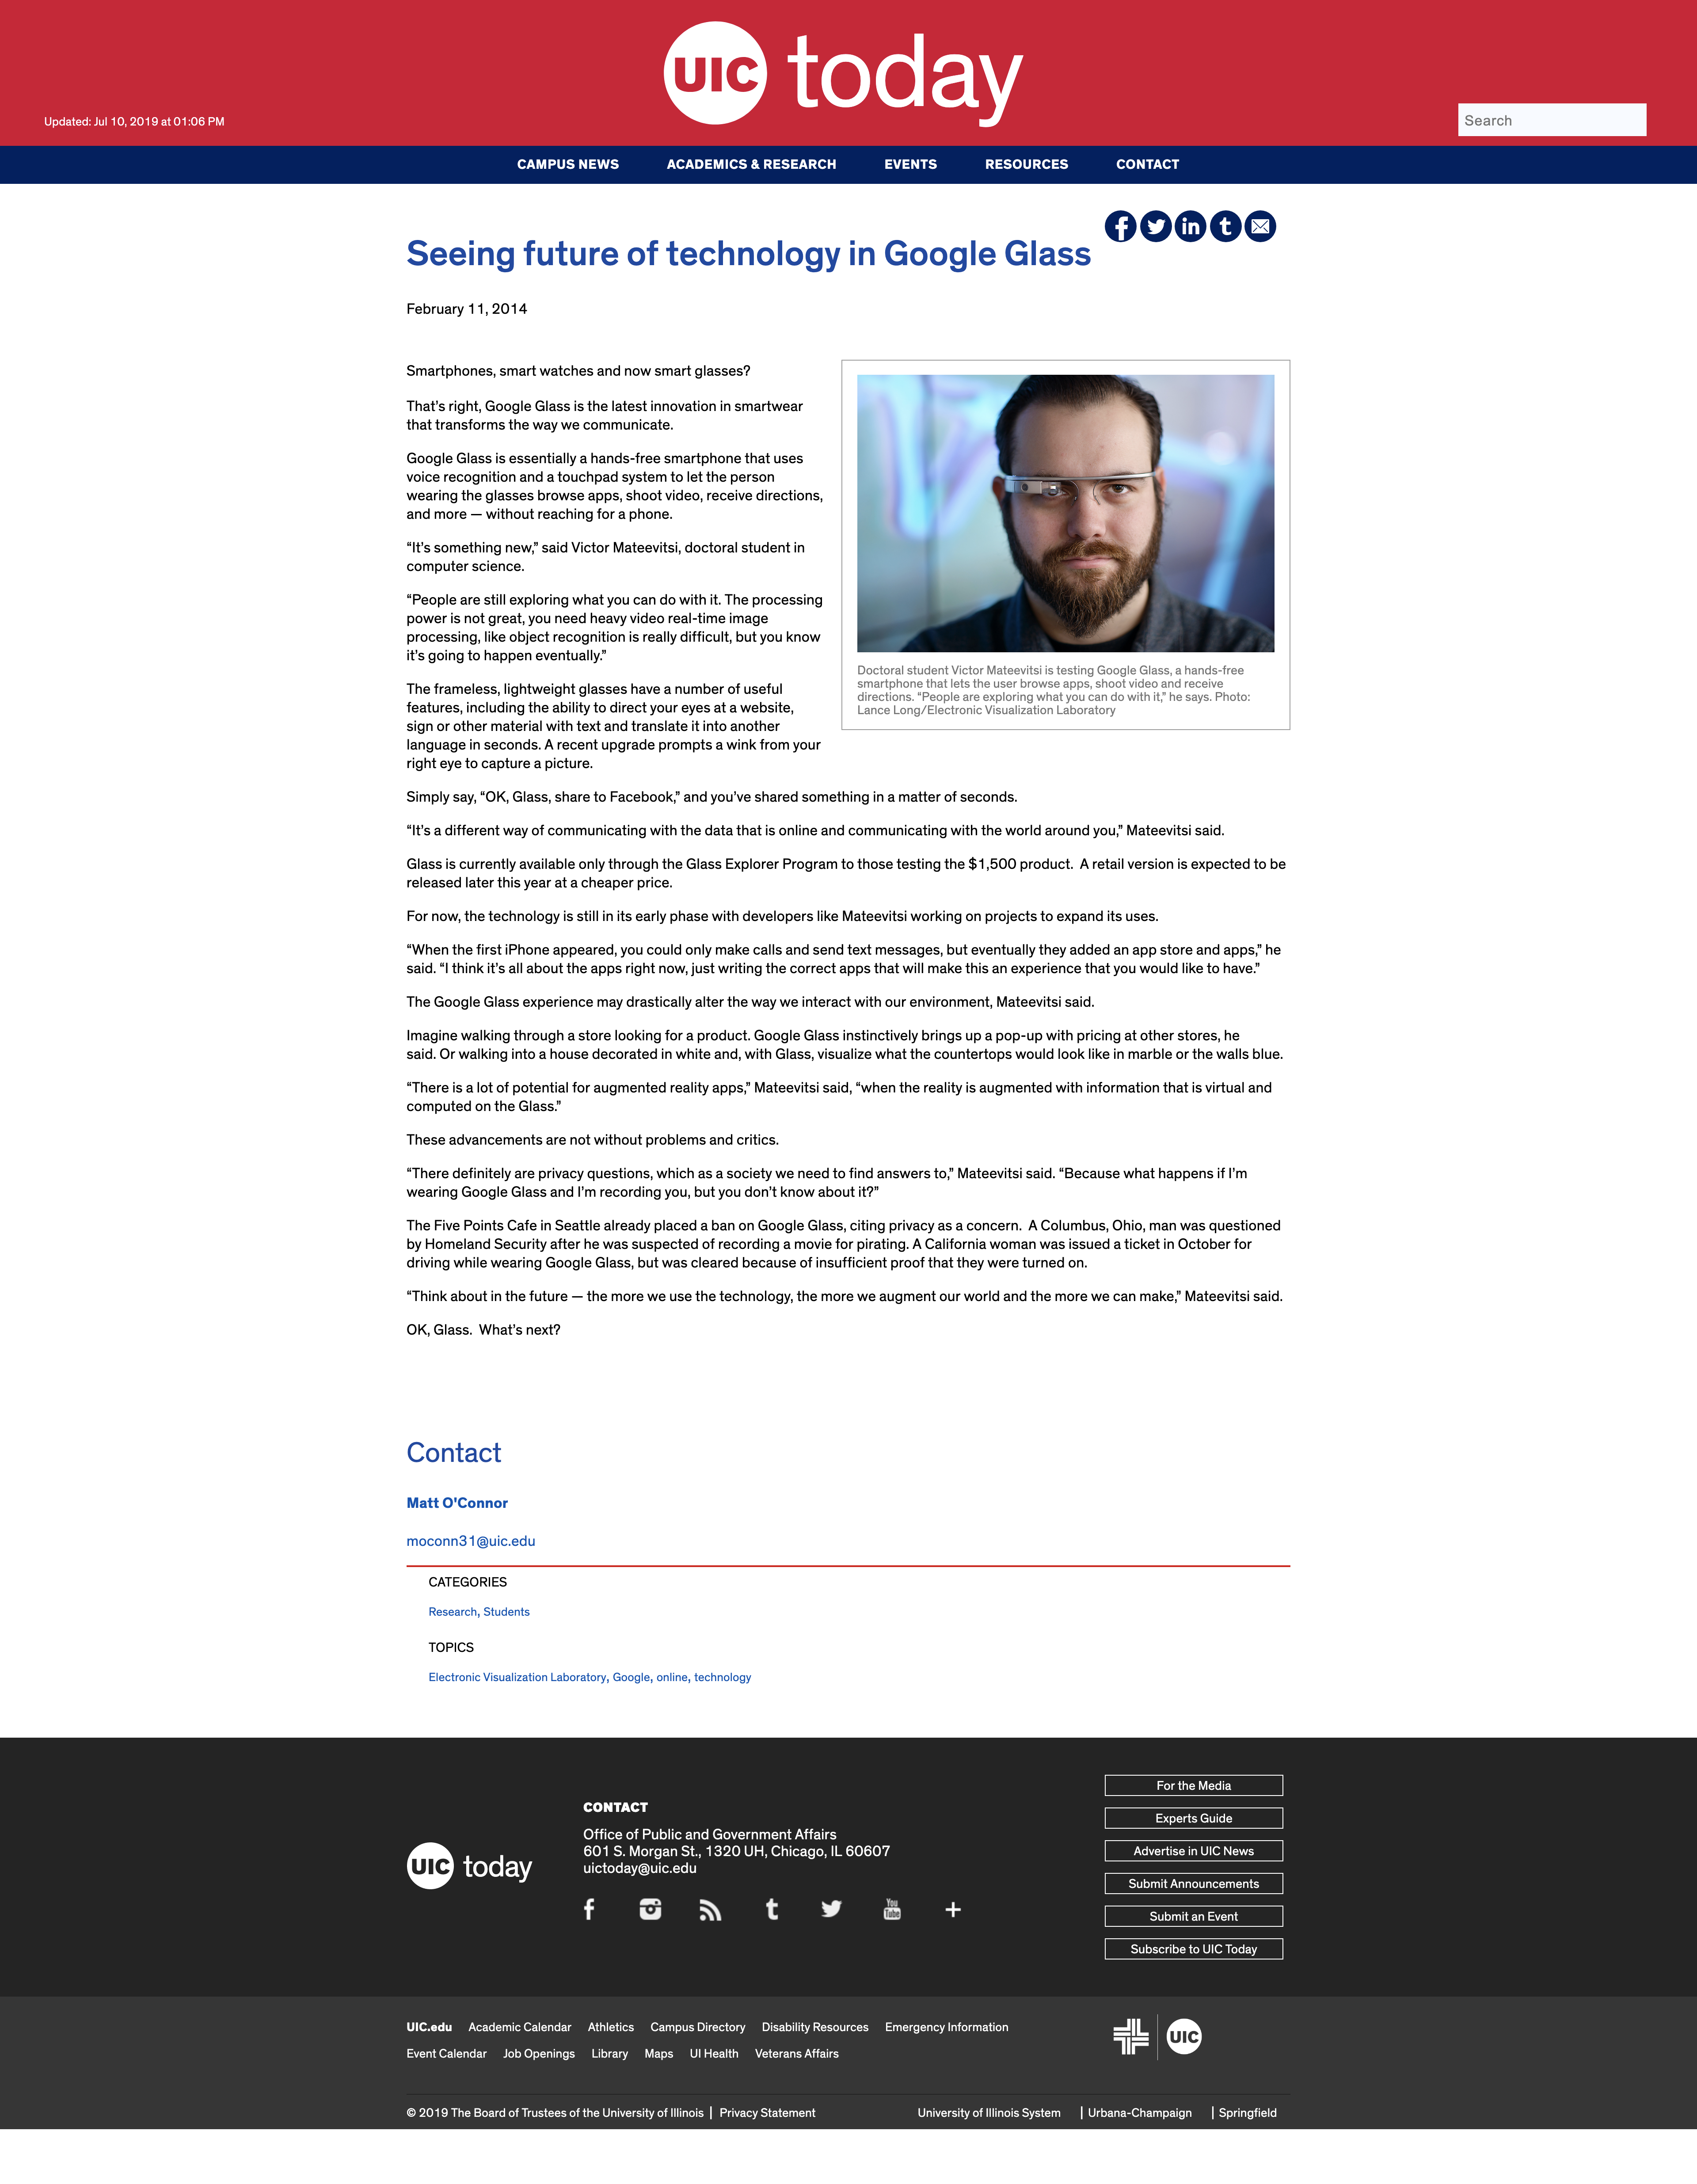 UIC today
Updated: Jul 10, 2019 at 01:06 PM
Search
CAMPUS NEWS
ACADEMICS & RESEARCH
EVENTS
RESOURCES
CONTACT
Seeing future of technology in Google Glass
February 11, 2014
Smartphones, smart watches and now smart glasses?
That’s right, Google Glass is the latest innovation in smartwear
that transforms the way we communicate.
Google Glass is essentially a hands-free smartphone that uses
voice recognition and a touchpad system to let the person
wearing the glasses browse apps, shoot video, receive directions,
and more — without reaching for a phone.
“It’s something new,” said Victor Mateevitsi, doctoral student in
computer science.
“People are still exploring what you can do with it. The processing
power is not great, you need heavy video real-time image
processing, like object recognition is really difficult, but you know
it’s going to happen eventually.”
The frameless, lightweight glasses have a number of useful
features, including the ability to direct your eyes at a website,
sign or other material with text and translate it into another
language in seconds. A recent upgrade prompts a wink from your
right eye to capture a picture.
Doctoral student Victor Mateevitsi is testing Google Glass, a hands-free
smartphone that lets the user browse apps, shoot video and receive
directions. “People are exploring what you can do with it,” he says. Photo:
Lance Long/Electronic Visualization Laboratory
Simply say, “OK, Glass, share to Facebook,” and you’ve shared something in a matter of seconds.
“It’s a different way of communicating with the data that is online and communicating with the world around you,” Mateevitsi said.
Glass is currently available only through the Glass Explorer Program to those testing the $1,500 product.  A retail version is expected to be
released later this year at a cheaper price.
For now, the technology is still in its early phase with developers like Mateevitsi working on projects to expand its uses.
“When the first iPhone appeared, you could only make calls and send text messages, but eventually they added an app store and apps,” he
said. “I think it’s all about the apps right now, just writing the correct apps that will make this an experience that you would like to have.”
The Google Glass experience may drastically alter the way we interact with our environment, Mateevitsi said.
Imagine walking through a store looking for a product. Google Glass instinctively brings up a pop-up with pricing at other stores, he
said. Or walking into a house decorated in white and, with Glass, visualize what the countertops would look like in marble or the walls blue.
“There is a lot of potential for augmented reality apps,” Mateevitsi said, “when the reality is augmented with information that is virtual and
computed on the Glass.”
These advancements are not without problems and critics.
“There definitely are privacy questions, which as a society we need to find answers to,” Mateevitsi said. “Because what happens if I’m
wearing Google Glass and I’m recording you, but you don’t know about it?”
The Five Points Cafe in Seattle already placed a ban on Google Glass, citing privacy as a concern.  A Columbus, Ohio, man was questioned
by Homeland Security after he was suspected of recording a movie for pirating. A California woman was issued a ticket in October for
driving while wearing Google Glass, but was cleared because of insufficient proof that they were turned on.
“Think about in the future — the more we use the technology, the more we augment our world and the more we can make,” Mateevitsi said.
OK, Glass.  What’s next?
Contact
Matt O'Connor
moconn31@uic.edu
CATEGORIES
Research, Students
TOPICS
Electronic Visualization Laboratory, Google, online, technology
UIC today
CONTACT
Office of Public and Government Affairs
601 S. Morgan St., 1320 UH, Chicago, IL 60607
uictoday@uic.edu
You Tube
For the Media
Experts Guide
Advertise in UIC News
Submit Announcements
Submit an Event
Subscribe to UIC Today
UIC.edu Academic Calendar Athletics Campus Directory Disability Resources Emergency Information
Event Calendar Job Openings Library Maps UI Health Veterans Affairs
UIC
© 2019 The Board of Trustees of the University of Illinois | Privacy Statement
University of Illinois System | Urbana-Champaign | Springfield